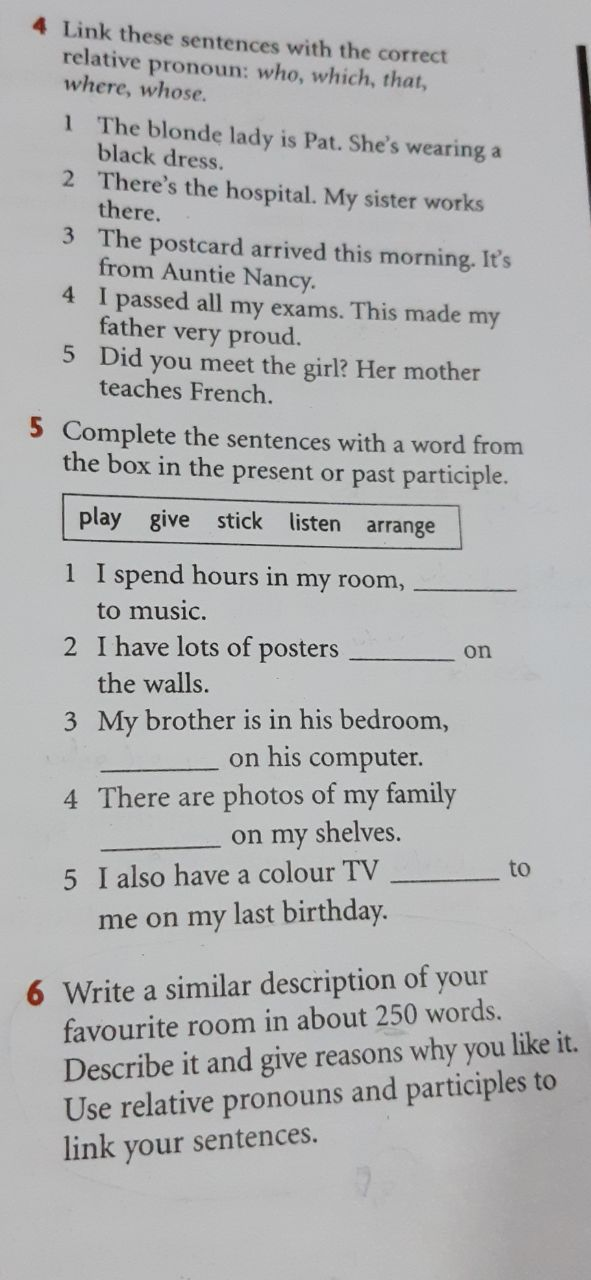 4 Link these sentences with the correct
relative pronoun: who, which, that,
where, whose.
1 The blonde lady is Pat. She's wearing a
black dress.
2 There's the hospital. My sister works
there.
3 The postcard arrived this morning. It's
from Auntie Nancy.
4 I passed all my exams. This made my
father very proud.
5 Did you meet the girl? Her mother
teaches French.
5 Complete the sentences with a word from
the box in the present or past participle.
play give stick listen arrange
1 I spend hours in my room, ________
to music.
2 I have lots of posters ________ on
the walls.
3 My brother is in his bedroom,
________ on his computer.
4 There are photos of my family
________ on my shelves.
5 I also have a colour TV ________ to
me on my last birthday.
6 Write a similar description of your
favourite room in about 250 words.
Describe it and give reasons why you like it.
Use relative pronouns and participles to
link your sentences.